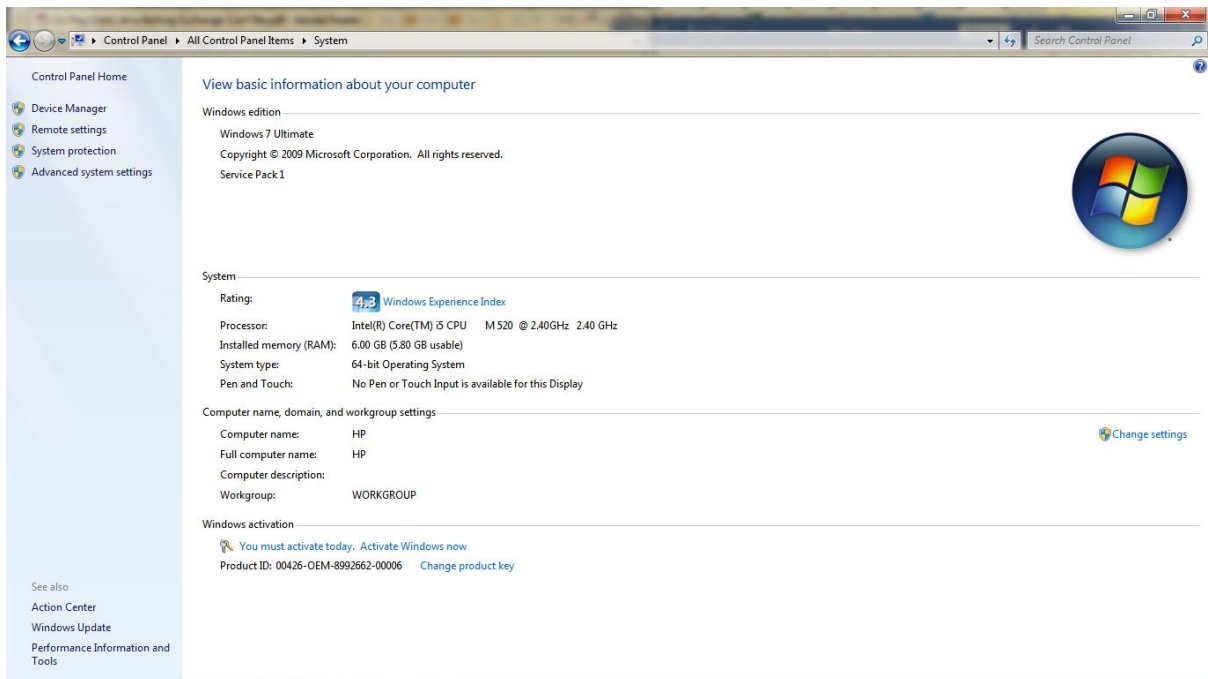 Control Panel ▸ All Control Panel Items ▸ System
Search Control Panel
Control Panel Home
Device Manager
Remote settings
System protection
Advanced system settings
View basic information about your computer
Windows edition
Windows 7 Ultimate
Copyright © 2009 Microsoft Corporation. All rights reserved.
Service Pack 1
System
Rating: 4,3 Windows Experience Index
Processor: Intel(R) Core(TM) i5 CPU M 520 @ 2.40GHz 2.40 GHz
Installed memory (RAM): 6.00 GB (5.80 GB usable)
System type: 64-bit Operating System
Pen and Touch: No Pen or Touch Input is available for this Display
Computer name, domain, and workgroup settings
Computer name: HP
Change settings
Full computer name: HP
Computer description:
Workgroup: WORKGROUP
Windows activation
You must activate today. Activate Windows now
Product ID: 00426-OEM-8992662-00006 Change product key
See also
Action Center
Windows Update
Performance Information and
Tools